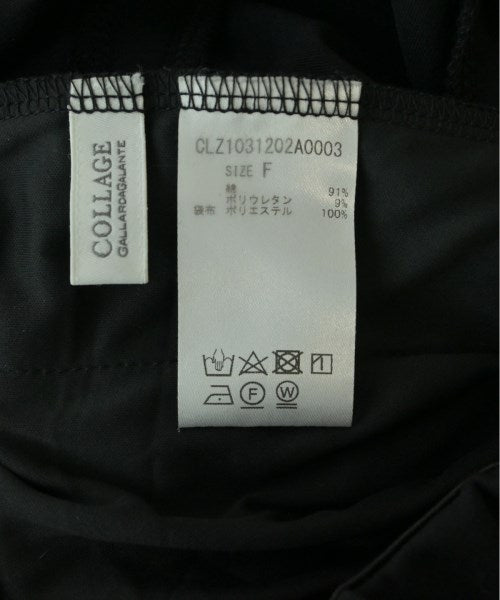 COLLAGE
GALLARDAGALANTE
CLZ1031202A0003
SIZE F
綿 91%
ポリウレタン 9%
袋布 ポリエステル 100%
F W